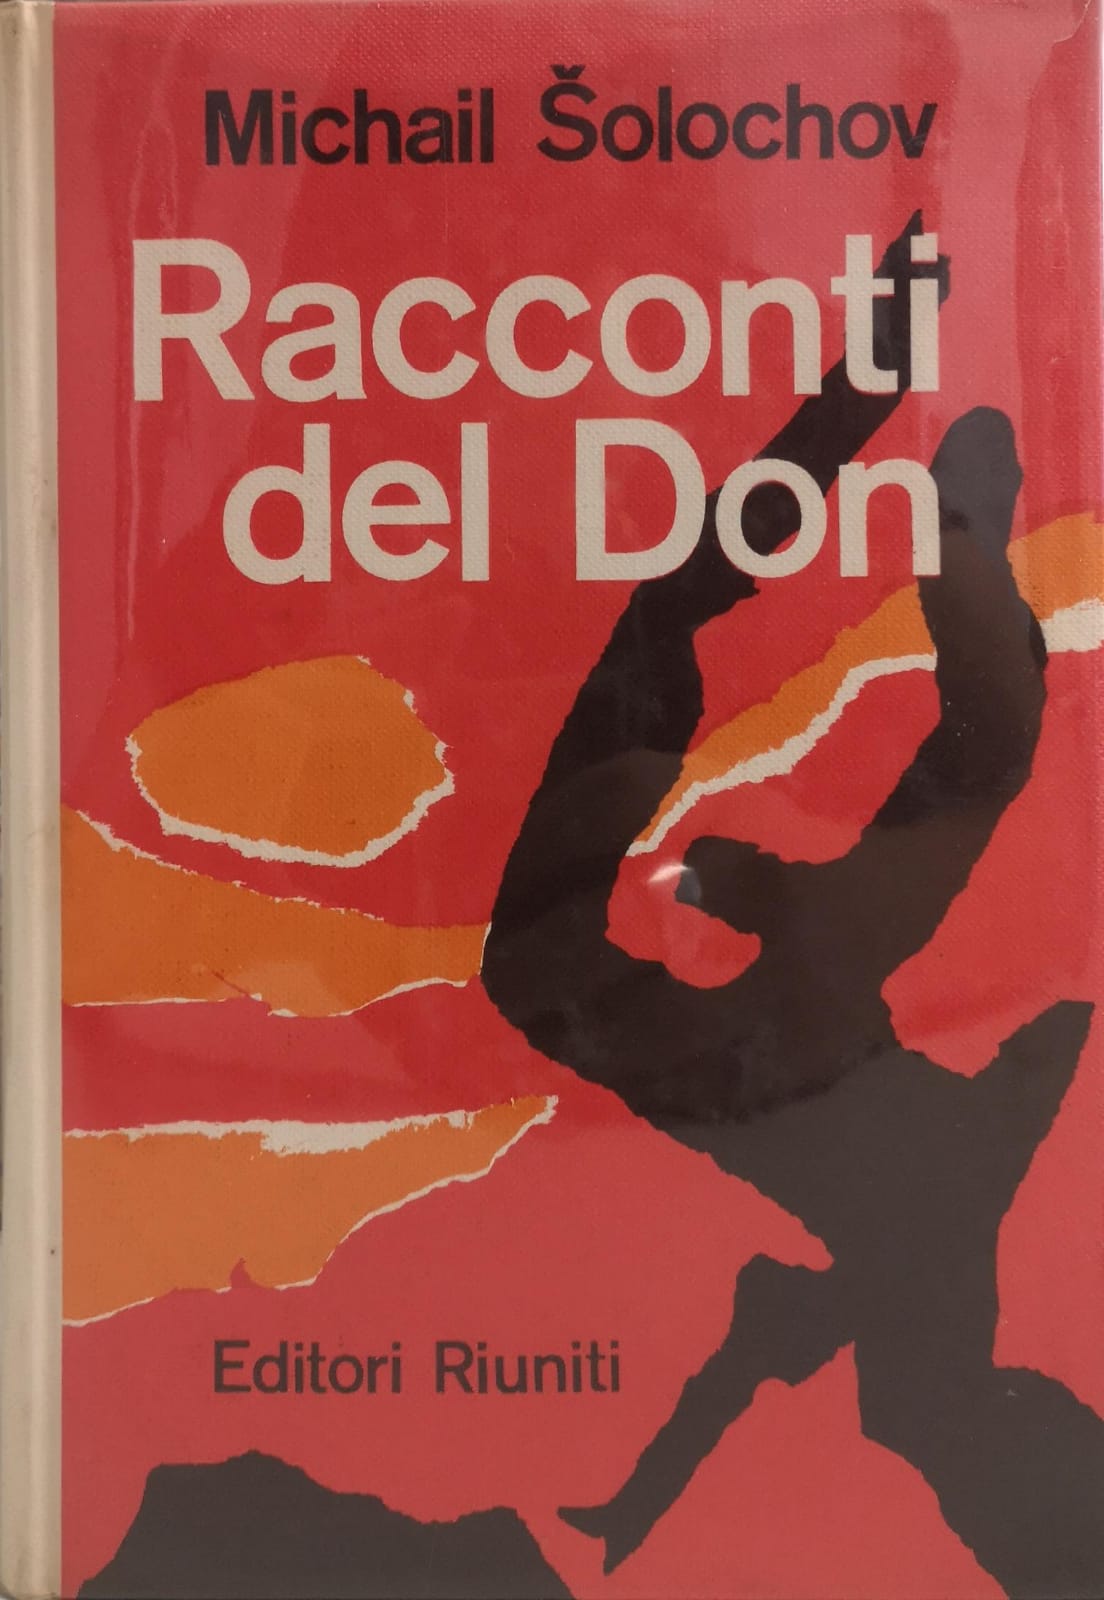 Michail Šolochov
Racconti
del Don
Editori Riuniti